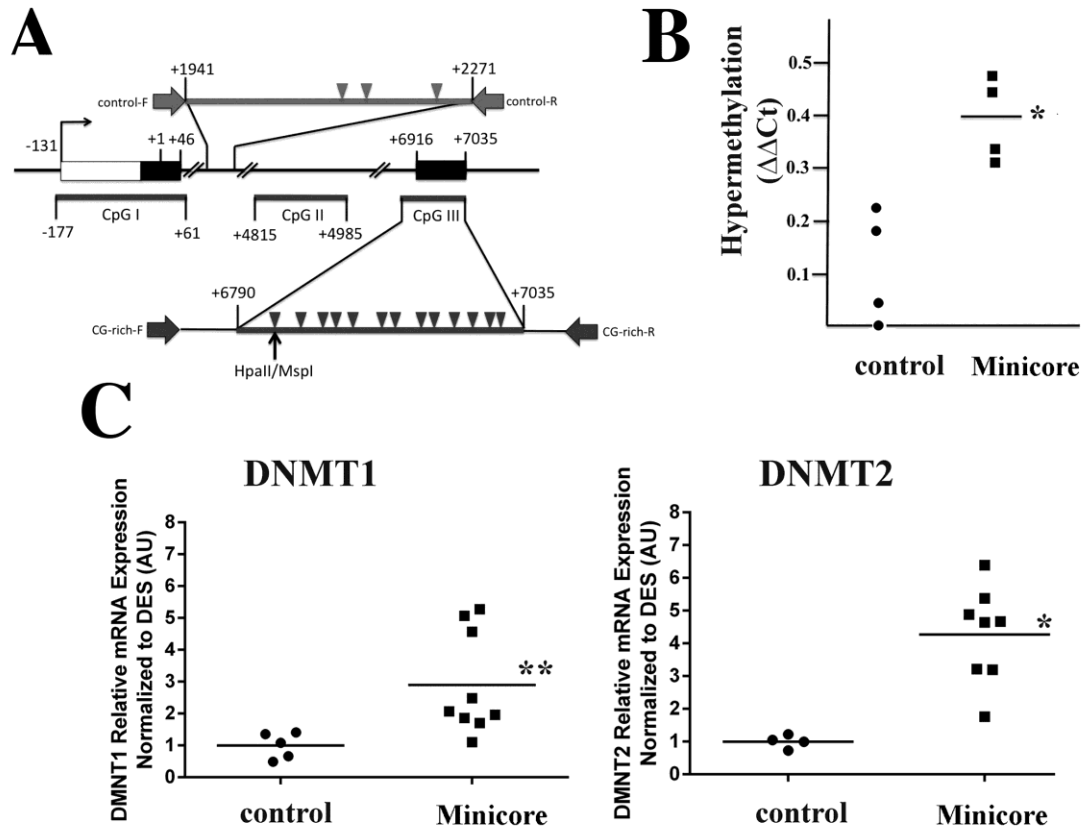 A
+1941
+2271
control-F
control-R
-131
+1
+46
+6916
+7035
CpG I
CpG II
CpG III
-177
+61
+4815
+4985
+6790
+7035
CG-rich-F
CG-rich-R
HpaII/MspI
B
Hypermethylation
(ΔΔCt)
0.5
0.4
0.3
0.2
0.1
*
control
Minicore
C
DNMT1
DMNT1 Relative mRNA Expression
Normalized to DES (AU)
8
7
6
5
4
3
2
1
0
**
control
Minicore
DNMT2
DMNT2 Relative mRNA Expression
Normalized to DES (AU)
8
7
6
5
4
3
2
1
0
*
control
Minicore